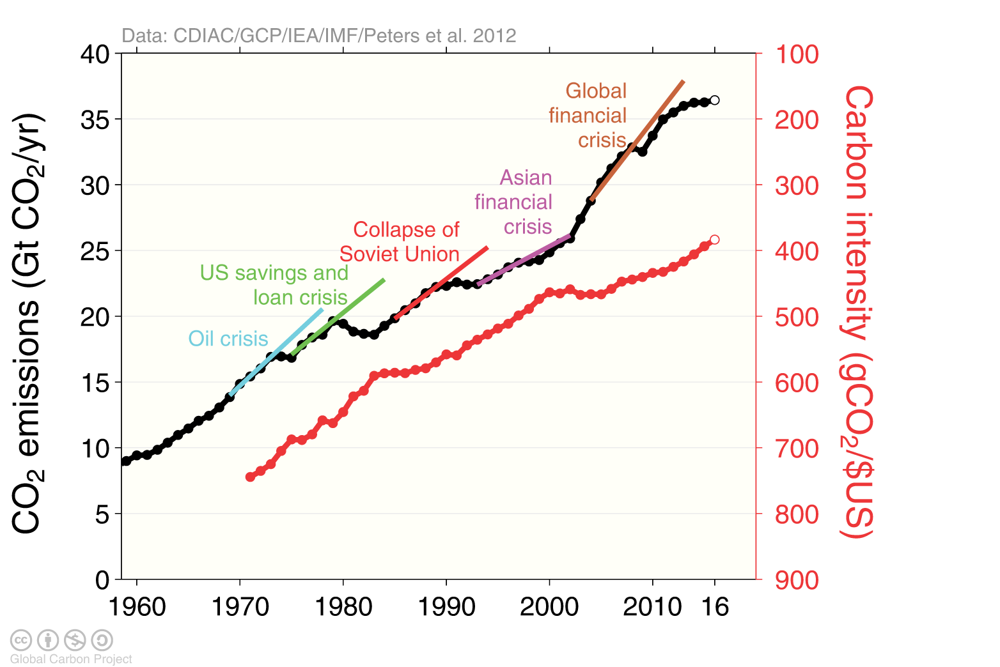 Data: CDIAC/GCP/IEA/IMF/Peters et al. 2012
CO₂ emissions (Gt CO₂/yr)
40
35
30
25
20
15
10
5
0
Oil crisis
US savings and
loan crisis
Collapse of
Soviet Union
Asian
financial
crisis
Global
financial
crisis
100
200
300
400
500
600
700
800
900
Carbon intensity (gCO₂/$US)
1960 1970 1980 1990 2000 2010 16
cc
Global Carbon Project